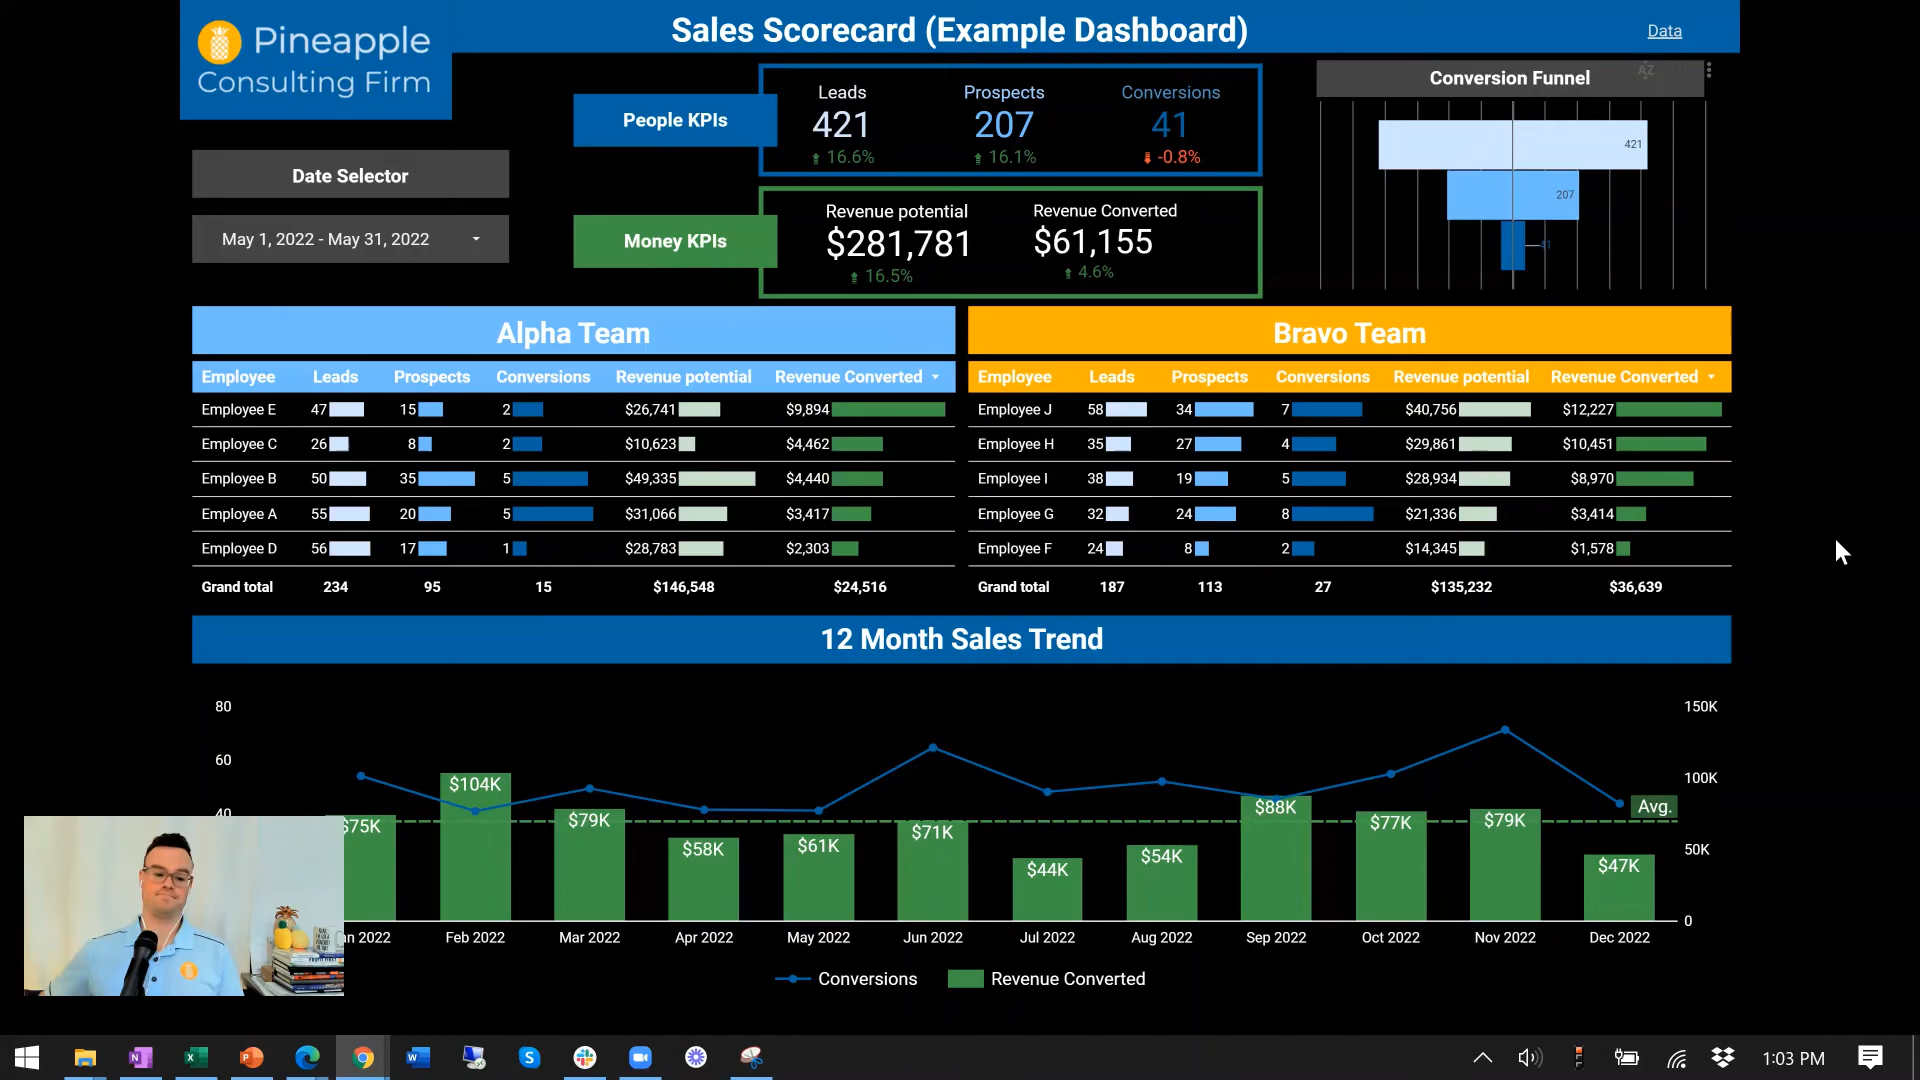 Pineapple
Consulting Firm
Sales Scorecard (Example Dashboard)
Data
People KPIs
Leads Prospects Conversions
421 207 41
16.6% 16.1% -0.8%
Conversion Funnel
AZ
421
207
41
Date Selector
May 1, 2022 - May 31, 2022
Money KPIs
Revenue potential Revenue Converted
$281,781 $61,155
16.5% 4.6%
Alpha Team
Employee Leads Prospects Conversions Revenue potential Revenue Converted
Employee E 47 15 2 $26,741 $9,894
Employee C 26 8 2 $10,623 $4,462
Employee B 50 35 5 $49,335 $4,440
Employee A 55 20 5 $31,066 $3,417
Employee D 56 17 1 $28,783 $2,303
Grand total 234 95 15 $146,548 $24,516
Bravo Team
Employee Leads Prospects Conversions Revenue potential Revenue Converted
Employee J 58 34 7 $40,756 $12,227
Employee H 35 27 4 $29,861 $10,451
Employee I 38 19 5 $28,934 $8,970
Employee G 32 24 8 $21,336 $3,414
Employee F 24 8 2 $14,345 $1,578
Grand total 187 113 27 $135,232 $36,639
12 Month Sales Trend
80 150K
60 100K
40 50K
0
$75K $104K $79K $58K $61K $71K $44K $54K $88K $77K $79K $47K
Avg.
an 2022 Feb 2022 Mar 2022 Apr 2022 May 2022 Jun 2022 Jul 2022 Aug 2022 Sep 2022 Oct 2022 Nov 2022 Dec 2022
Conversions Revenue Converted
1:03 PM